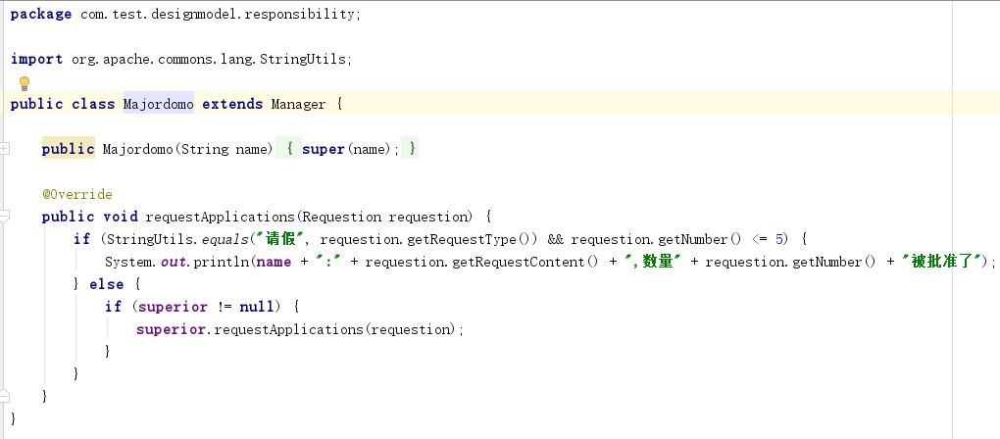 package com.test.designmodel.responsibility;
import org.apache.commons.lang.StringUtils;
public class Majordomo extends Manager {
public Majordomo(String name) { super(name); }
@Override
public void requestApplications(Requestion requestion) {
if (StringUtils.equals("请假", requestion.getRequestType()) && requestion.getNumber() <= 5) {
System.out.println(name + ":" + requestion.getRequestContent() + ",数量" + requestion.getNumber() + "被批准了");
} else {
if (superior != null) {
superior.requestApplications(requestion);
}
}
}
}